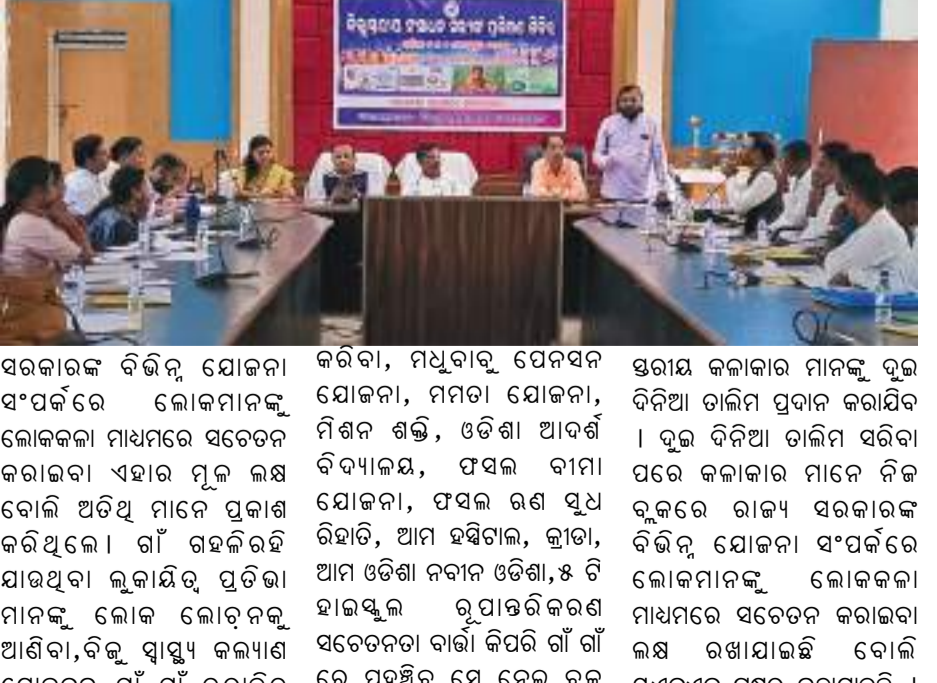 ସରକାରଙ୍କ ବିଭିନ୍ନ ଯୋଜନା
ସଂପର୍କରେ ଲୋକମାନଙ୍କୁ
ଲୋକକଳା ମାଧ୍ୟମରେ ସଚେତନ
କରାଇବା ଏହାର ମୂଳ ଲକ୍ଷ
ବୋଲି ଅତିଥି ମାନେ ପ୍ରକାଶ
କରିଥିଲେ। ଗାଁ ଗହଳିରହି
ଯାଉଥିବା ଲୁକାୟିତ୍ୱ ପ୍ରତିଭା
ମାନଙ୍କୁ ଲୋକ ଲୋଚନକୁ
ଆଣିବା,ବିଜୁ ସ୍ୱାସ୍ଥ୍ୟ କଲ୍ୟାଣ
କରିବା, ମଧୁବାବୁ ପେନସନ
ଯୋଜନା, ମମତା ଯୋଜନା,
ମିଶନ ଶକ୍ତି, ଓଡିଶା ଆଦର୍ଶ
ବିଦ୍ୟାଳୟ, ଫସଲ ବୀମା
ଯୋଜନା, ଫସଲ ଋଣ ସୁଧ
ରିହାତି, ଆମ ହସ୍ପିଟାଲ, କ୍ରୀଡା,
ଆମ ଓଡିଶା ନବୀନ ଓଡିଶା,୫ ଟି
ହାଇସ୍କୁଲ ରୂପାନ୍ତରିକରଣ
ସଚେତନତା ବାର୍ତ୍ତା କିପରି ଗାଁ ଗାଁ
ରେ ପହଞ୍ଚିବ ସେ ନେଇ ବ୍ଲକ
ସ୍ତରୀୟ କଳାକାର ମାନଙ୍କୁ ଦୁଇ
ଦିନିଆ ତାଲିମ ପ୍ରଦାନ କରାଯିବ
। ଦୁଇ ଦିନିଆ ତାଲିମ ସରିବା
ପରେ କଳାକାର ମାନେ ନିଜ
ବ୍ଲକରେ ରାଜ୍ୟ ସରକାରଙ୍କ
ବିଭିନ୍ନ ଯୋଜନା ସଂପର୍କରେ
ଲୋକମାନଙ୍କୁ ଲୋକକଳା
ମାଧ୍ୟମରେ ସଚେତନ କରାଇବା
ଲକ୍ଷ ରଖାଯାଇଛି ବୋଲି